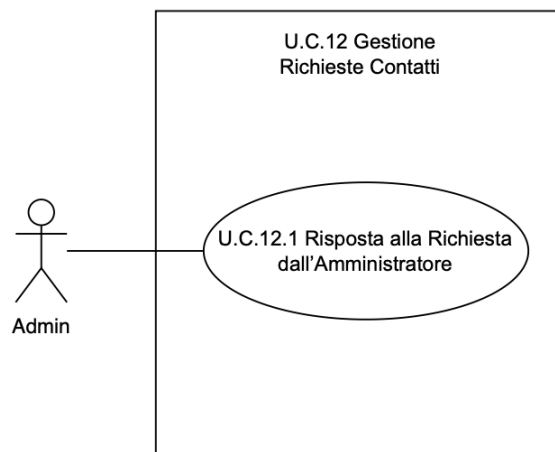 U.C.12 Gestione
Richieste Contatti
U.C.12.1 Risposta alla Richiesta
dall'Amministratore
Admin